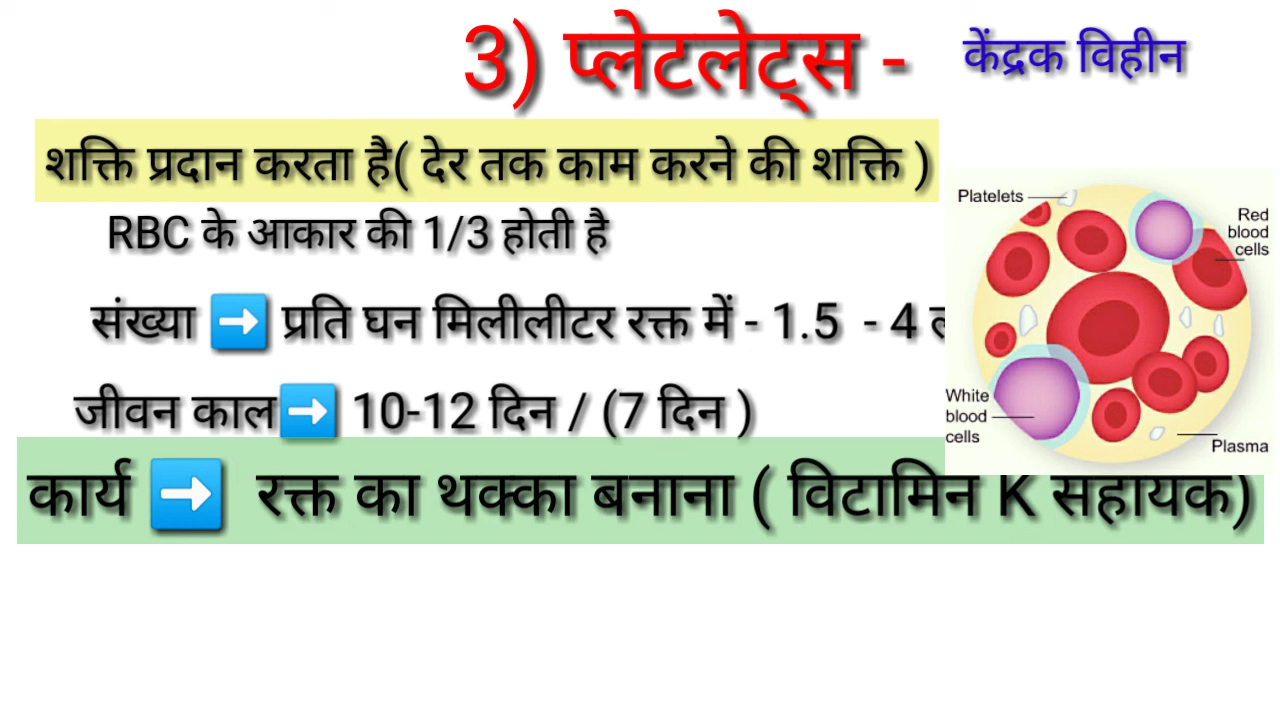 3) प्लेटलेट्स - केंद्रक विहीन
शक्ति प्रदान करता है( देर तक काम करने की शक्ति )
RBC के आकार की 1/3 होती है
संख्या ➡️ प्रति घन मिलीलीटर रक्त में - 1.5 - 4
जीवन काल➡️ 10-12 दिन / (7 दिन )
कार्य ➡️ रक्त का थक्का बनाना ( विटामिन K सहायक)
Platelets
Red
blood
cells
White
blood
cells
Plasma